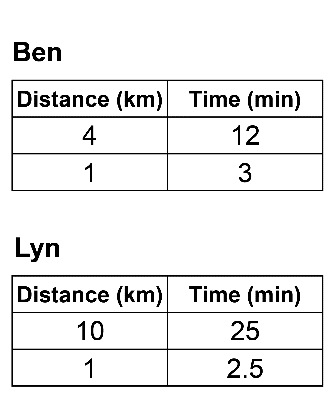 Ben
Distance (km) Time (min)
4 12
1 3
Lyn
Distance (km) Time (min)
10 25
1 2.5